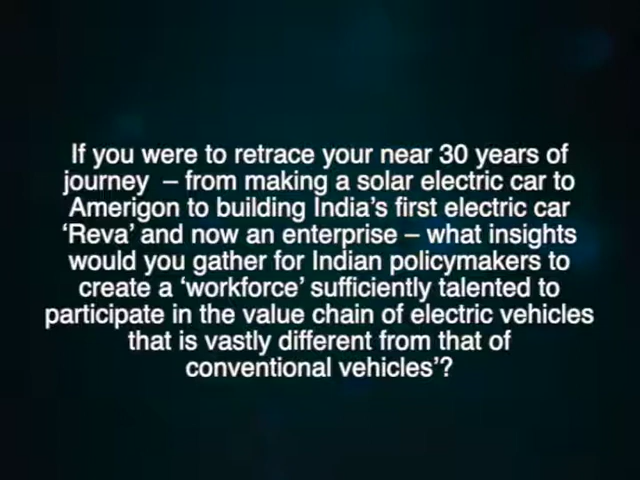 If you were to retrace your near 30 years of
journey – from making a solar electric car to
Amerigon to building India's first electric car
‘Reva’ and now an enterprise – what insights
would you gather for Indian policymakers to
create a ‘workforce’ sufficiently talented to
participate in the value chain of electric vehicles
that is vastly different from that of
conventional vehicles’?